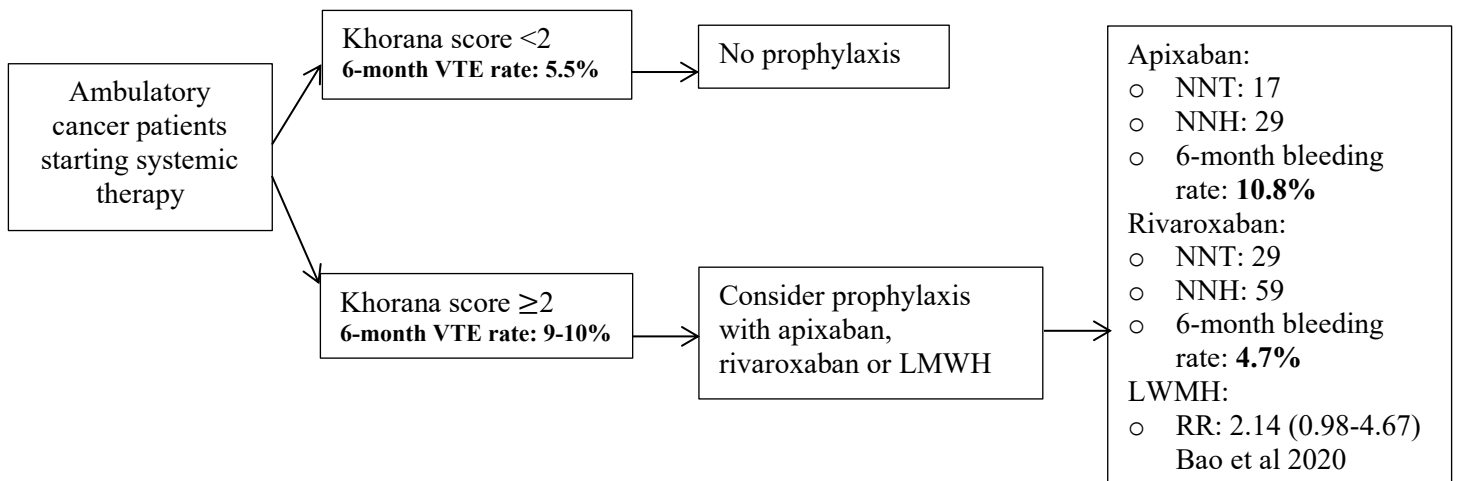 Ambulatory
cancer patients
starting systemic
therapy
Khorana score <2
6-month VTE rate: 5.5%
No prophylaxis
Khorana score ≥2
6-month VTE rate: 9-10%
Consider prophylaxis
with apixaban,
rivaroxaban or LMWH
Apixaban:
o NNT: 17
o NNH: 29
o 6-month bleeding
rate: 10.8%
Rivaroxaban:
o NNT: 29
o NNH: 59
o 6-month bleeding
rate: 4.7%
LWMH:
o RR: 2.14 (0.98-4.67)
Bao et al 2020